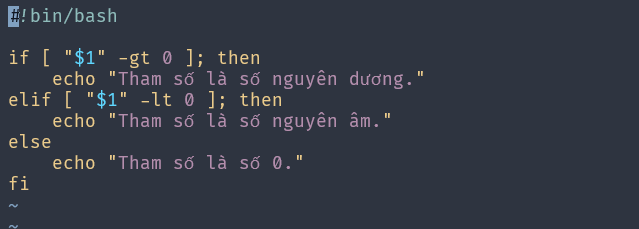 #!bin/bash
if [ "$1" -gt 0 ]; then
    echo "Tham số là số nguyên dương."
elif [ "$1" -lt 0 ]; then
    echo "Tham số là số nguyên âm."
else
    echo "Tham số là số 0."
fi
~
~